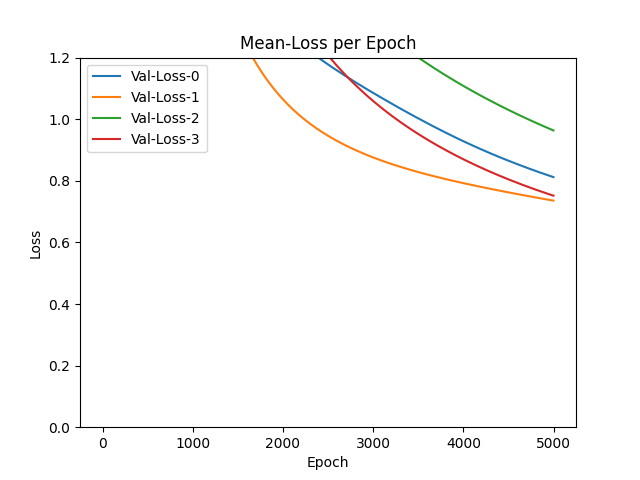 Mean-Loss per Epoch
Val-Loss-0
Val-Loss-1
Val-Loss-2
Val-Loss-3
1.2
1.0
0.8
0.6
0.4
0.2
0.0
Loss
0 1000 2000 3000 4000 5000
Epoch